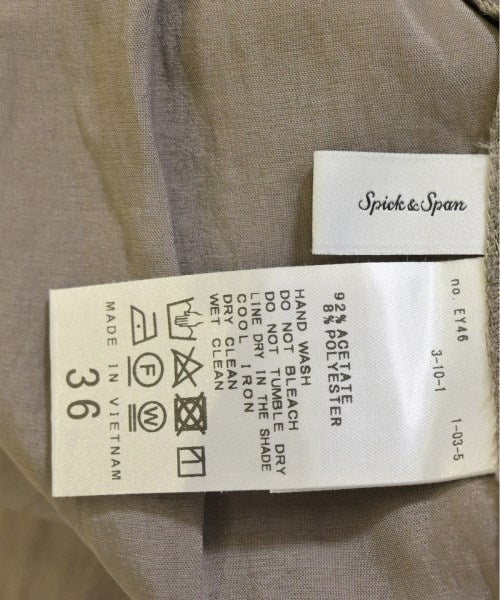 Spick & Span
no. EY46
3-10-1
1-03-5
92% ACETATE
8% POLYESTER
HAND WASH
DO NOT BLEACH
DO NOT TUMBLE DRY
LINE DRY IN THE SHADE
COOL IRON
DRY CLEAN
WET CLEAN
F
W
MADE IN VIETNAM
36